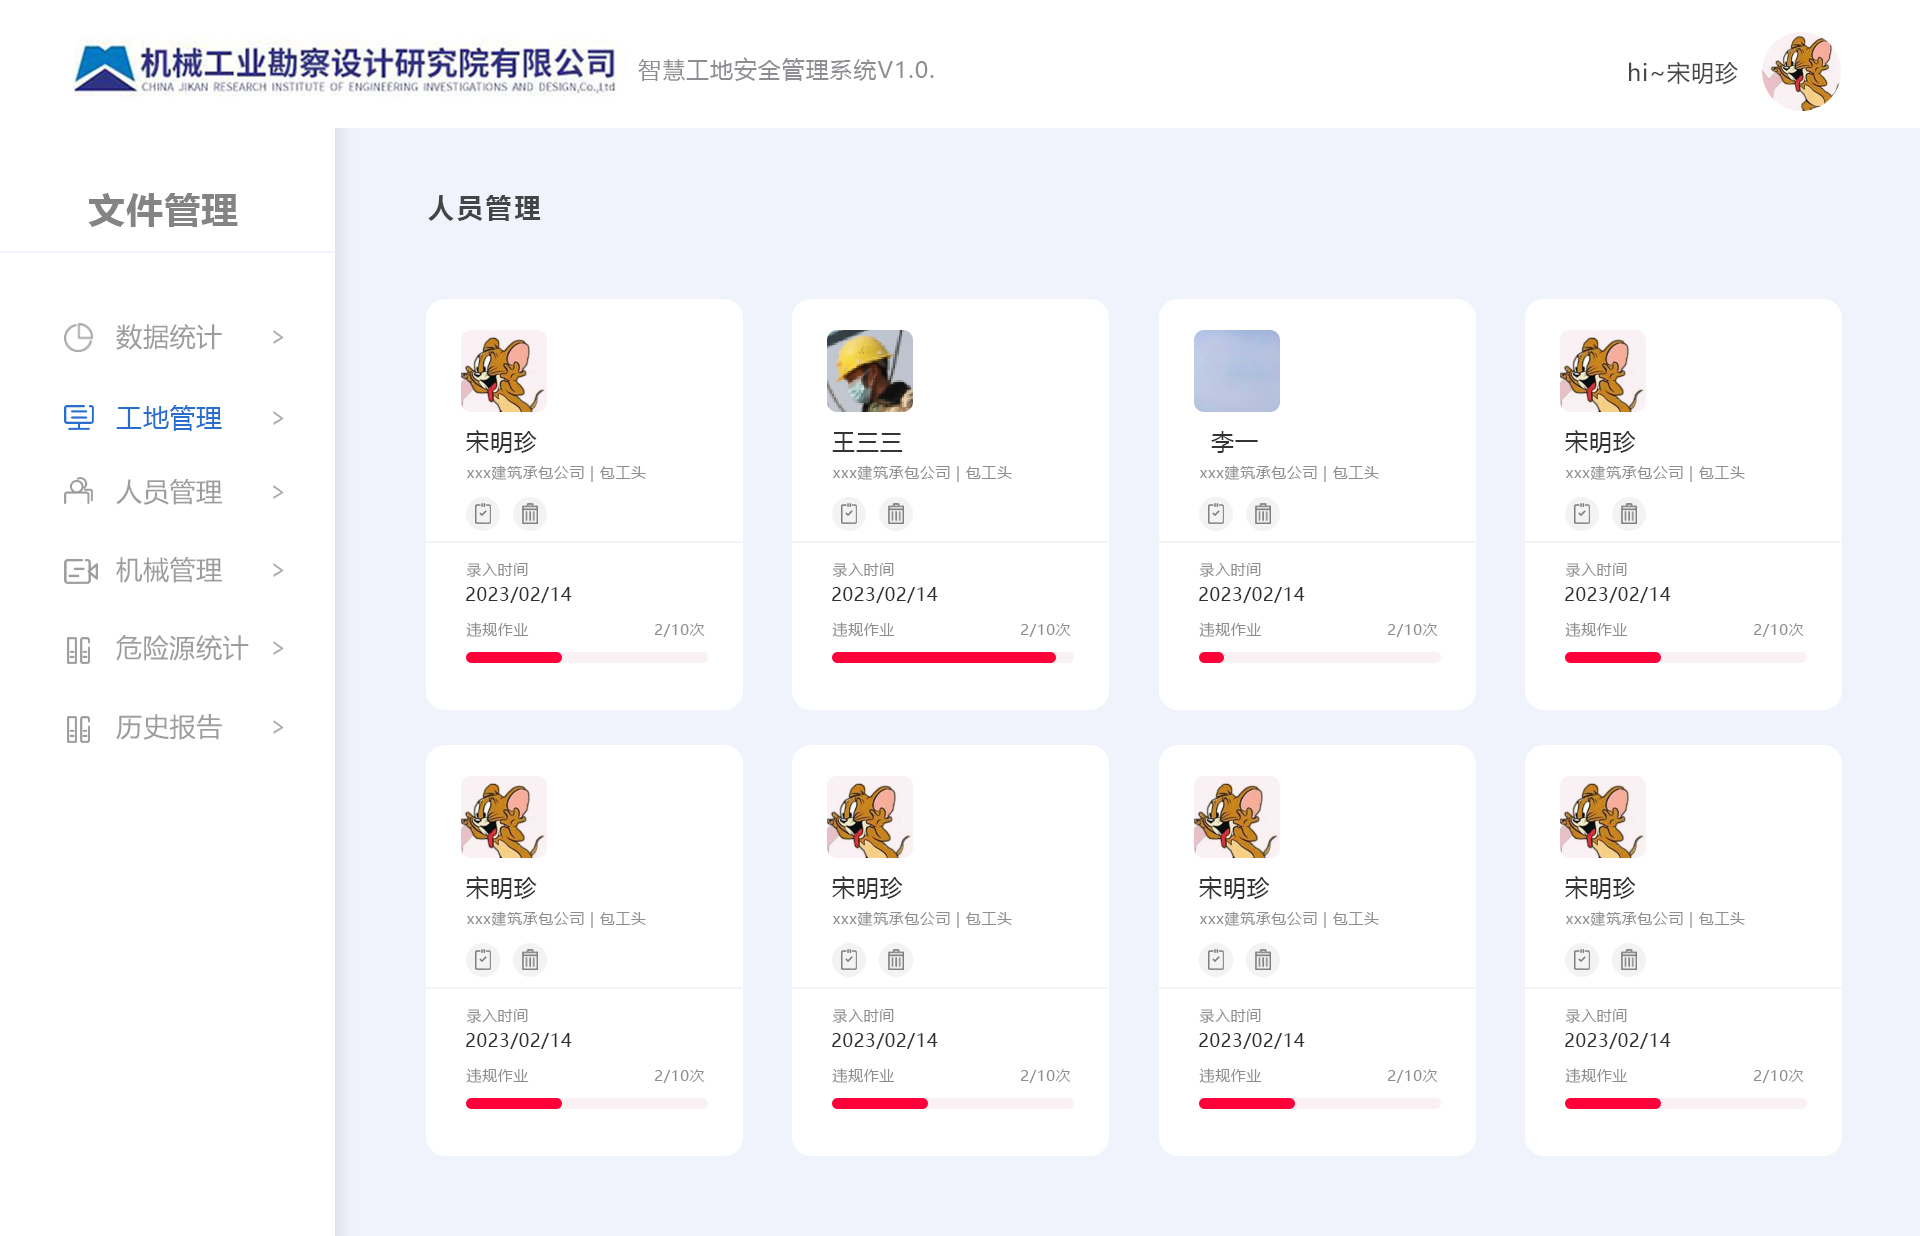 机械工业勘察设计研究院有限公司
CHINA JIKAN RESEARCH INSTITUTE OF ENGINEERING INVESTIGATIONS AND DESIGN,Co.,Ltd
智慧工地安全管理系统V1.0.
hi~宋明珍
文件管理
数据统计 >
工地管理 >
人员管理 >
机械管理 >
危险源统计 >
历史报告 >
人员管理
宋明珍
xxx建筑承包公司 | 包工头
录入时间
2023/02/14
违规作业 2/10次
王三三
xxx建筑承包公司 | 包工头
录入时间
2023/02/14
违规作业 2/10次
李一
xxx建筑承包公司 | 包工头
录入时间
2023/02/14
违规作业 2/10次
宋明珍
xxx建筑承包公司 | 包工头
录入时间
2023/02/14
违规作业 2/10次
宋明珍
xxx建筑承包公司 | 包工头
录入时间
2023/02/14
违规作业 2/10次
宋明珍
xxx建筑承包公司 | 包工头
录入时间
2023/02/14
违规作业 2/10次
宋明珍
xxx建筑承包公司 | 包工头
录入时间
2023/02/14
违规作业 2/10次
宋明珍
xxx建筑承包公司 | 包工头
录入时间
2023/02/14
违规作业 2/10次